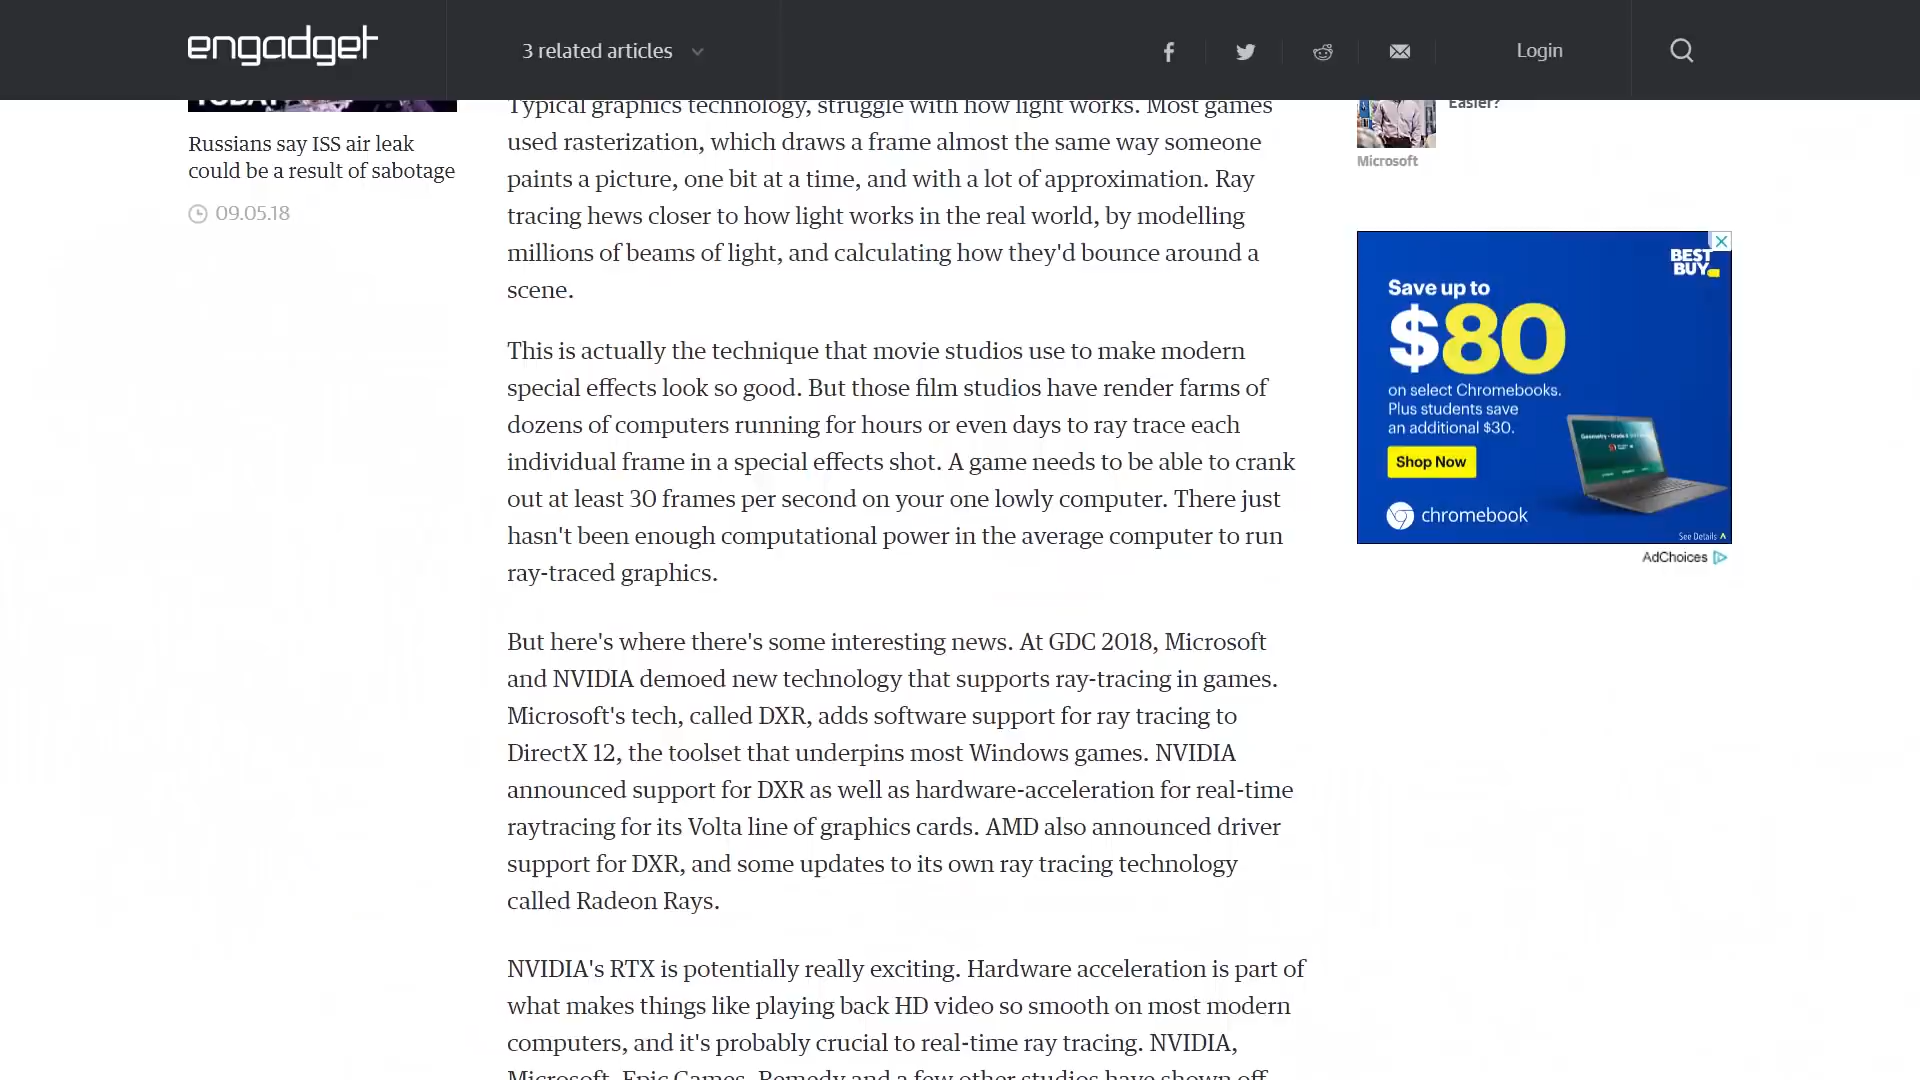 engadget
3 related articles
Login
Russians say ISS air leak
could be a result of sabotage
09.05.18
Typical graphics technology, struggle with how light works. Most games
used rasterization, which draws a frame almost the same way someone
paints a picture, one bit at a time, and with a lot of approximation. Ray
tracing hews closer to how light works in the real world, by modelling
millions of beams of light, and calculating how they'd bounce around a
scene.
This is actually the technique that movie studios use to make modern
special effects look so good. But those film studios have render farms of
dozens of computers running for hours or even days to ray trace each
individual frame in a special effects shot. A game needs to be able to crank
out at least 30 frames per second on your one lowly computer. There just
hasn't been enough computational power in the average computer to run
ray-traced graphics.
But here's where there's some interesting news. At GDC 2018, Microsoft
and NVIDIA demoed new technology that supports ray-tracing in games.
Microsoft's tech, called DXR, adds software support for ray tracing to
DirectX 12, the toolset that underpins most Windows games. NVIDIA
announced support for DXR as well as hardware-acceleration for real-time
raytracing for its Volta line of graphics cards. AMD also announced driver
support for DXR, and some updates to its own ray tracing technology
called Radeon Rays.
NVIDIA's RTX is potentially really exciting. Hardware acceleration is part of
what makes things like playing back HD video so smooth on most modern
computers, and it's probably crucial to real-time ray tracing. NVIDIA,
Microsoft, Epic Games, Remedy and a few other studios have shown off
Easier?
Microsoft
BEST
BUY
Save up to
$80
on select Chromebooks.
Plus students save
an additional $30.
Shop Now
chromebook
See Details
AdChoices